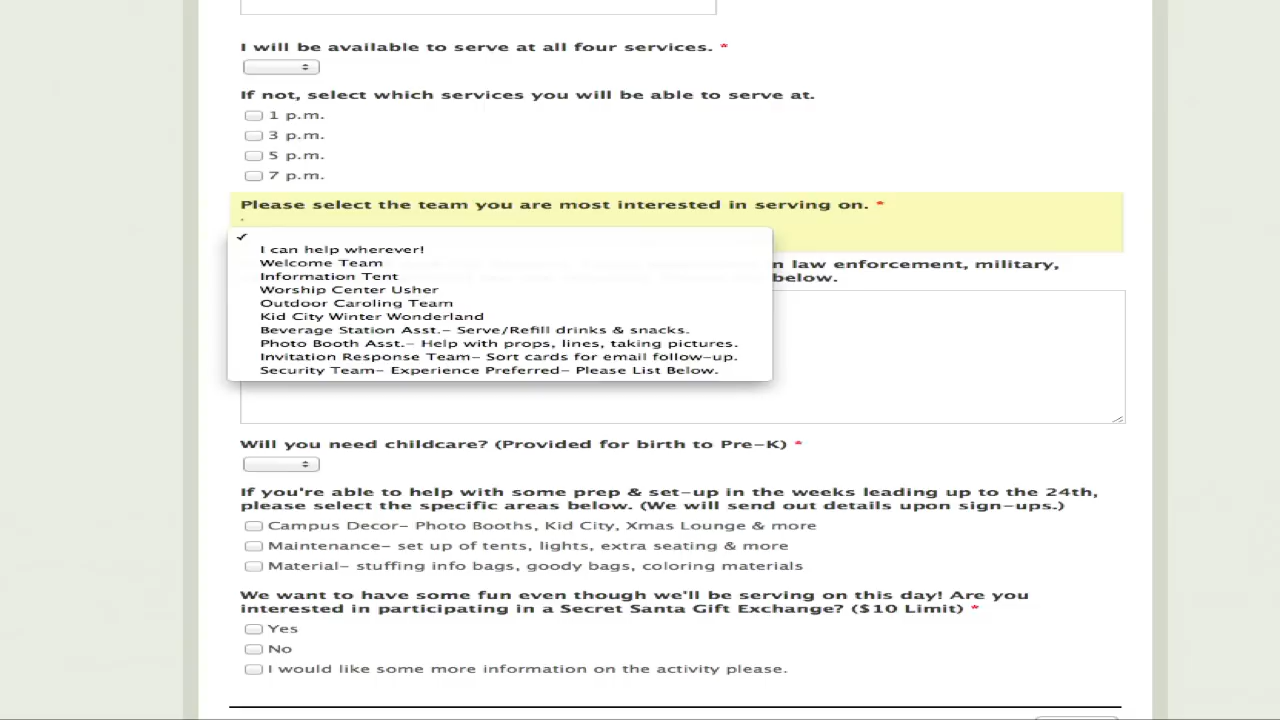 I will be available to serve at all four services. *
If not, select which services you will be able to serve at.
1 p.m.
3 p.m.
5 p.m.
7 p.m.
Please select the team you are most interested in serving on. *
✓
I can help wherever!
Welcome Team
Information Tent
Worship Center Usher
Outdoor Caroling Team
Kid City Winter Wonderland
Beverage Station Asst.– Serve/Refill drinks & snacks.
Photo Booth Asst.– Help with props, lines, taking pictures.
Invitation Response Team– Sort cards for email follow–up.
Security Team– Experience Preferred– Please List Below.
n law enforcement, military,
below.
Will you need childcare? (Provided for birth to Pre–K) *
If you're able to help with some prep & set–up in the weeks leading up to the 24th,
please select the specific areas below. (We will send out details upon sign–ups.)
Campus Decor– Photo Booths, Kid City, Xmas Lounge & more
Maintenance– set up of tents, lights, extra seating & more
Material– stuffing info bags, goody bags, coloring materials
We want to have some fun even though we'll be serving on this day! Are you
interested in participating in a Secret Santa Gift Exchange? ($10 Limit) *
Yes
No
I would like some more information on the activity please.